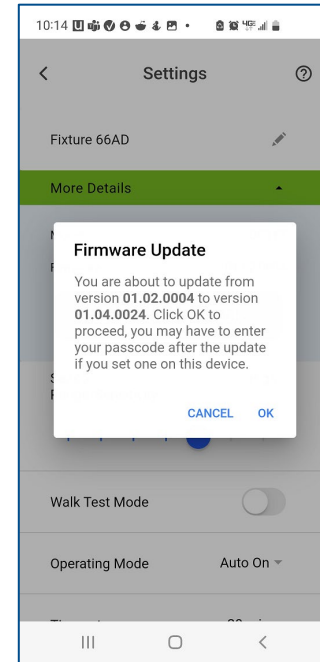 10:14
Settings
Fixture 66AD
More Details
Firmware Update
You are about to update from
version 01.02.0004 to version
01.04.0024. Click OK to
proceed, you may have to enter
your passcode after the update
if you set one on this device.
CANCEL OK
Walk Test Mode
Operating Mode Auto On